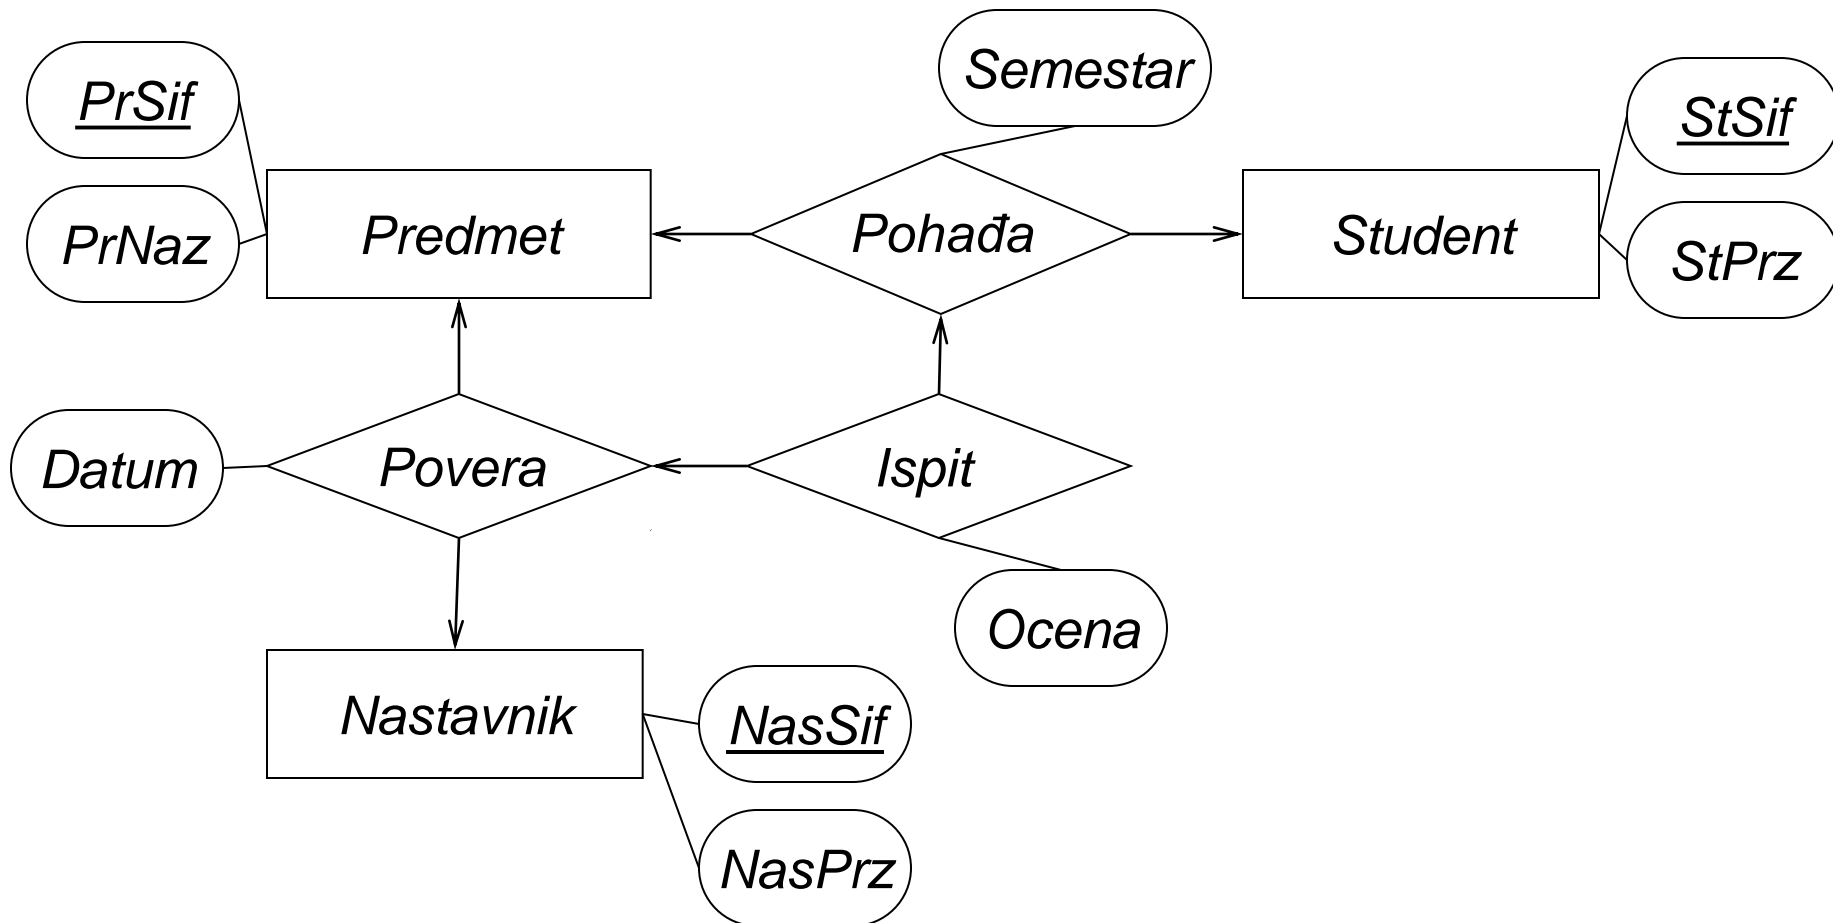 Semestar
PrSif
StSif
PrNaz
Predmet
Pohađa
Student
StPrz
Datum
Povera
Ispit
Ocena
Nastavnik
NasSif
NasPrz